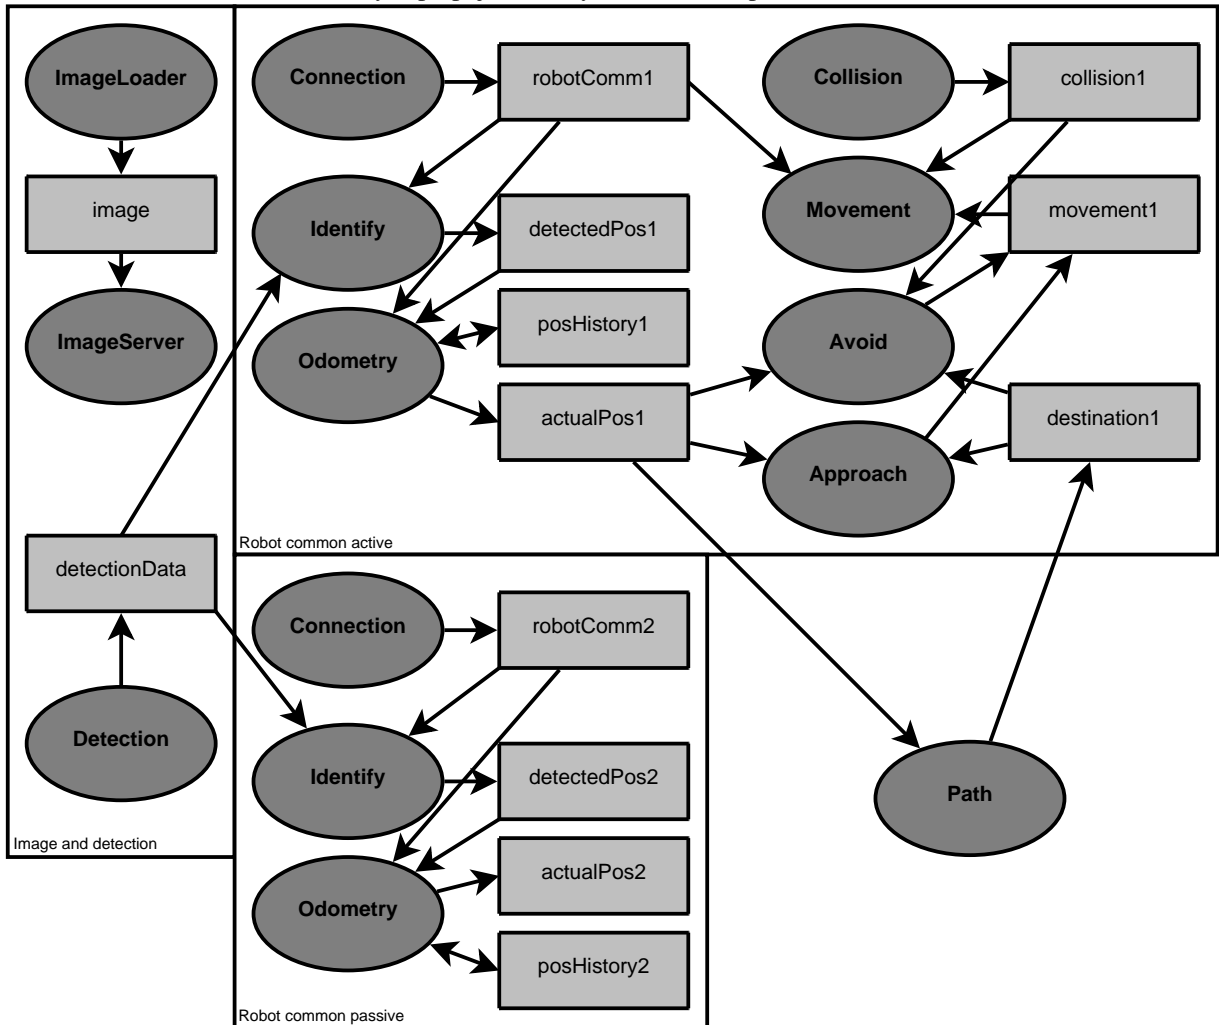 ImageLoader
image
ImageServer
detectionData
Detection
Image and detection
Connection
robotComm1
Collision
collision1
Identify
detectedPos1
Movement
movement1
Odometry
posHistory1
Avoid
actualPos1
destination1
Approach
Robot common active
Connection
robotComm2
Identify
detectedPos2
Odometry
actualPos2
posHistory2
Robot common passive
Path